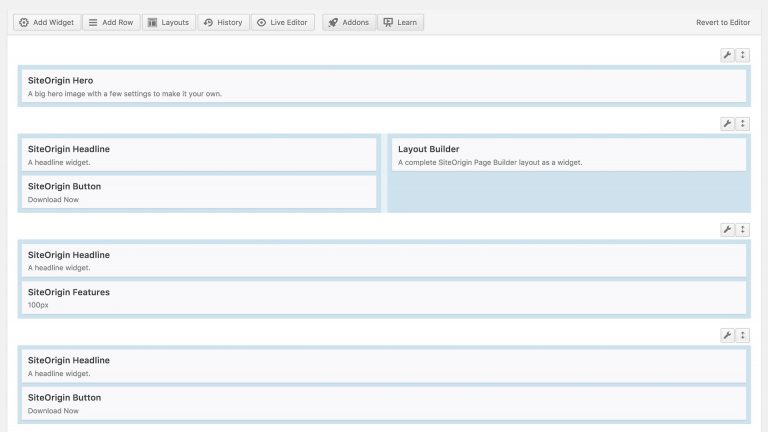 Add Widget Add Row Layouts History Live Editor Addons Learn Revert to Editor
SiteOrigin Hero
A big hero image with a few settings to make it your own.
SiteOrigin Headline
A headline widget.
SiteOrigin Button
Download Now
Layout Builder
A complete SiteOrigin Page Builder layout as a widget.
SiteOrigin Headline
A headline widget.
SiteOrigin Features
100px
SiteOrigin Headline
A headline widget.
SiteOrigin Button
Download Now